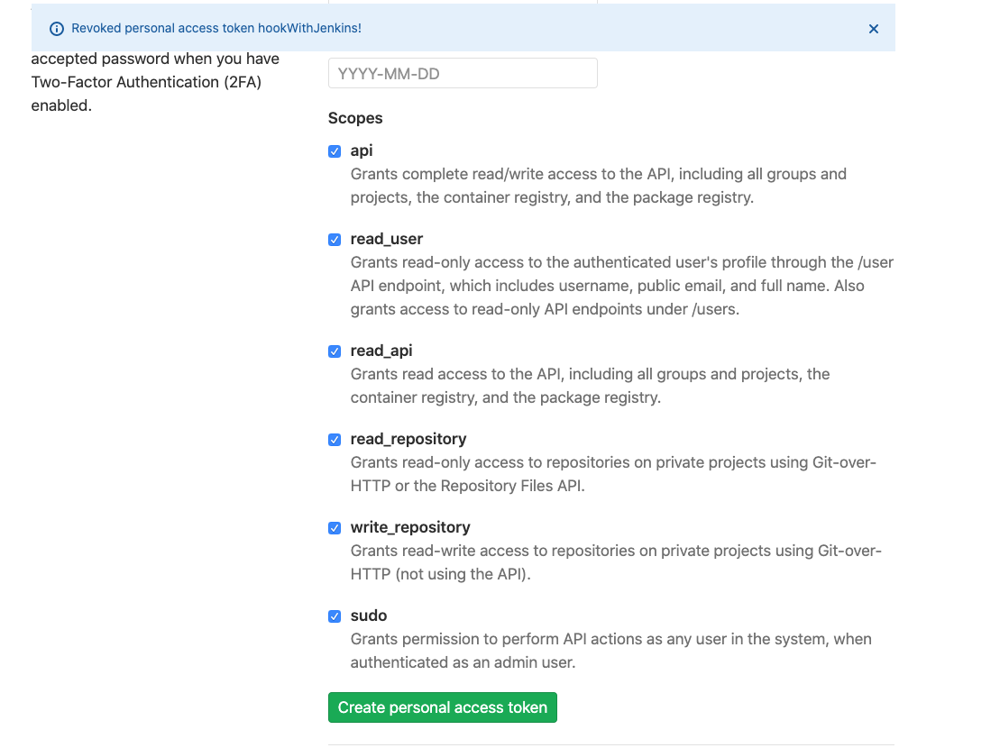 Revoked personal access token hookWithJenkins!
accepted password when you have
Two-Factor Authentication (2FA)
enabled.
YYYY-MM-DD
Scopes
api
Grants complete read/write access to the API, including all groups and
projects, the container registry, and the package registry.
read_user
Grants read-only access to the authenticated user's profile through the /user
API endpoint, which includes username, public email, and full name. Also
grants access to read-only API endpoints under /users.
read_api
Grants read access to the API, including all groups and projects, the
container registry, and the package registry.
read_repository
Grants read-only access to repositories on private projects using Git-over-
HTTP or the Repository Files API.
write_repository
Grants read-write access to repositories on private projects using Git-over-
HTTP (not using the API).
sudo
Grants permission to perform API actions as any user in the system, when
authenticated as an admin user.
Create personal access token